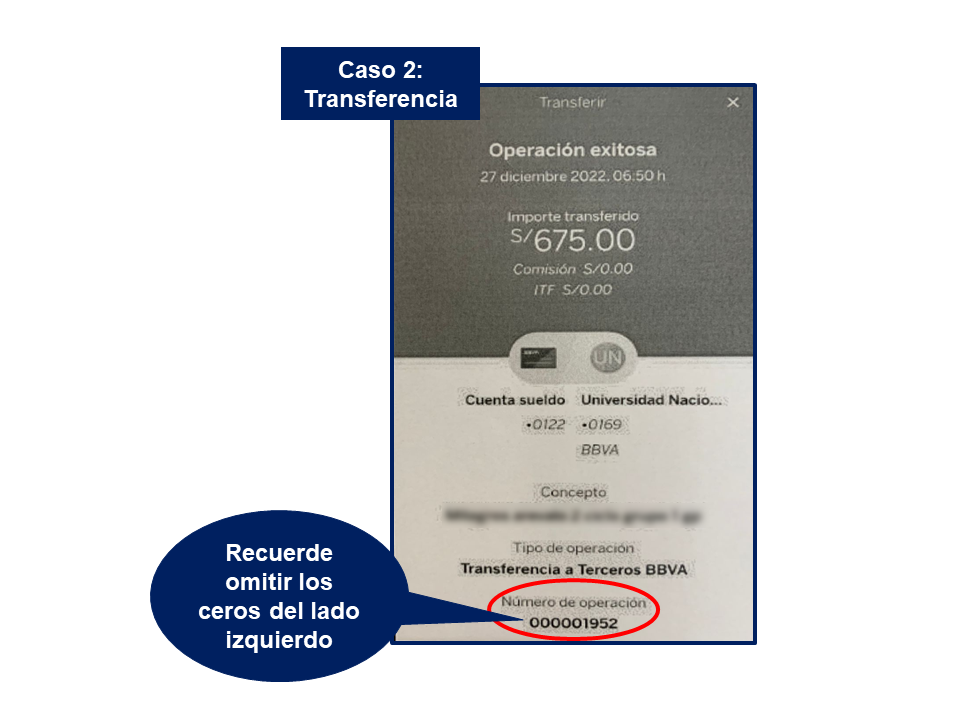 Caso 2:
Transferencia
Transferir
Operación exitosa
27 diciembre 2022, 06:50 h
Importe transferido
S/675.00
Comisión S/0.00
ITF S/0.00
UN
Cuenta sueldo Universidad Nacio...
•0122 •0169
BBVA
Concepto
Tipo de operación
Transferencia a Terceros BBVA
Número de operación
000001952
Recuerde
omitir los
ceros del lado
izquierdo